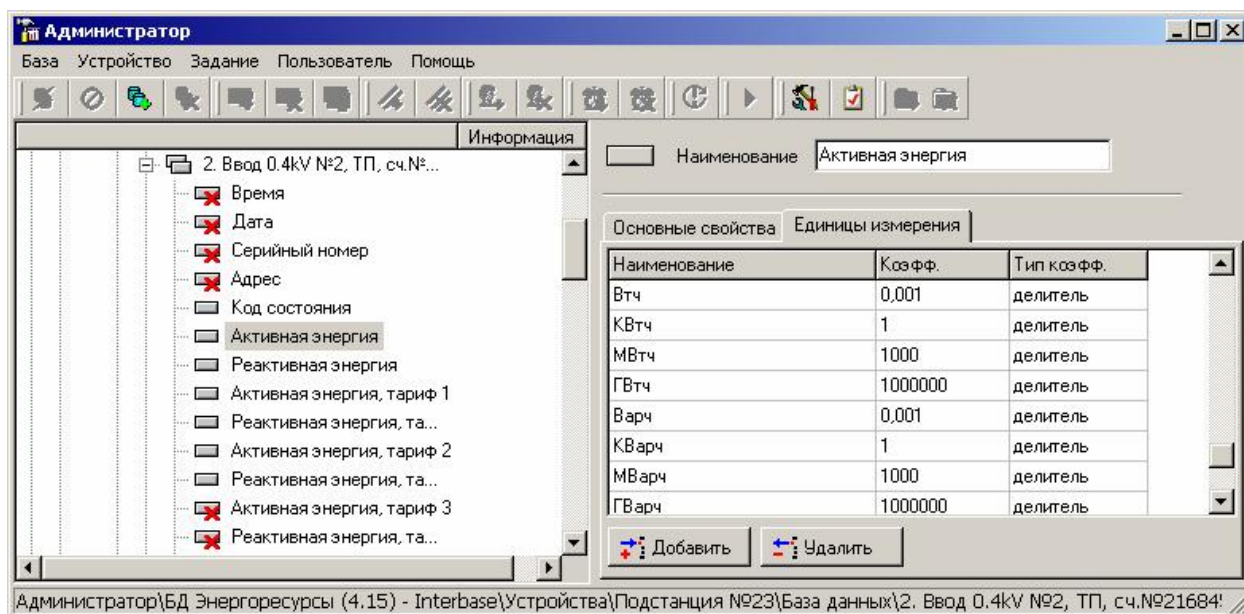 Администратор
База Устройство Задание Пользователь Помощь
Информация
2. Ввод 0.4kV №2, ТП, сч.№...
Время
Дата
Серийный номер
Адрес
Код состояния
Активная энергия
Реактивная энергия
Активная энергия, тариф 1
Реактивная энергия, та...
Активная энергия, тариф 2
Реактивная энергия, та...
Активная энергия, тариф 3
Реактивная энергия, та...
Наименование Активная энергия
Основные свойства Единицы измерения
Наименование Коэфф. Тип коэфф.
Втч 0,001 делитель
КВтч 1 делитель
МВтч 1000 делитель
ГВтч 1000000 делитель
Варч 0,001 делитель
КВарч 1 делитель
МВарч 1000 делитель
ГВарч 1000000 делитель
Добавить Удалить
Администратор\БД Энергоресурсы (4.15) - Interbase\Устройства\Подстанция №23\База данных\2. Ввод 0.4kV №2, ТП, сч.№21684